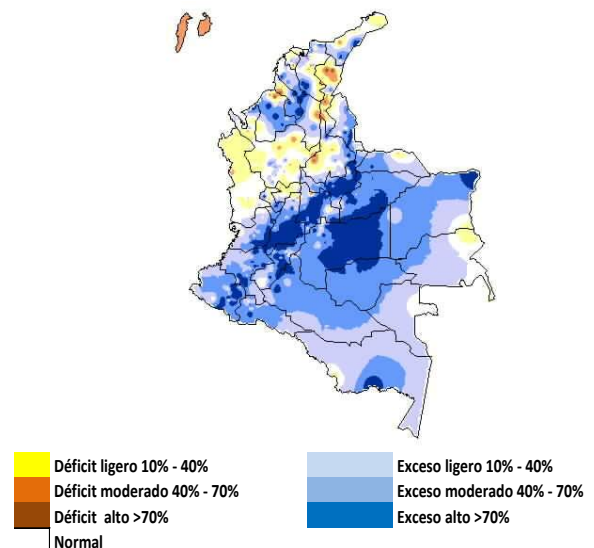 Déficit ligero 10% - 40%
Déficit moderado 40% - 70%
Déficit alto >70%
Normal
Exceso ligero 10% - 40%
Exceso moderado 40% - 70%
Exceso alto >70%